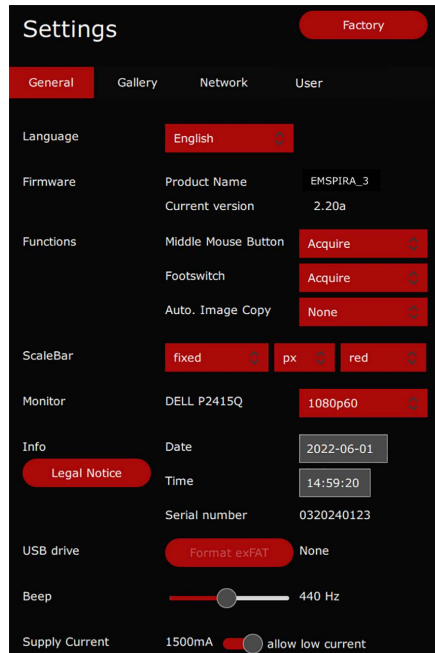 Settings
Factory
General Gallery Network User
Language English
Firmware Product Name EMSPIRA_3
Current version 2.20a
Functions Middle Mouse Button Acquire
Footswitch Acquire
Auto. Image Copy None
ScaleBar fixed px red
Monitor DELL P2415Q 1080p60
Info Date 2022-06-01
Legal Notice
Time 14:59:20
Serial number 0320240123
USB drive Format exFAT None
Beep 440 Hz
Supply Current 1500mA allow low current